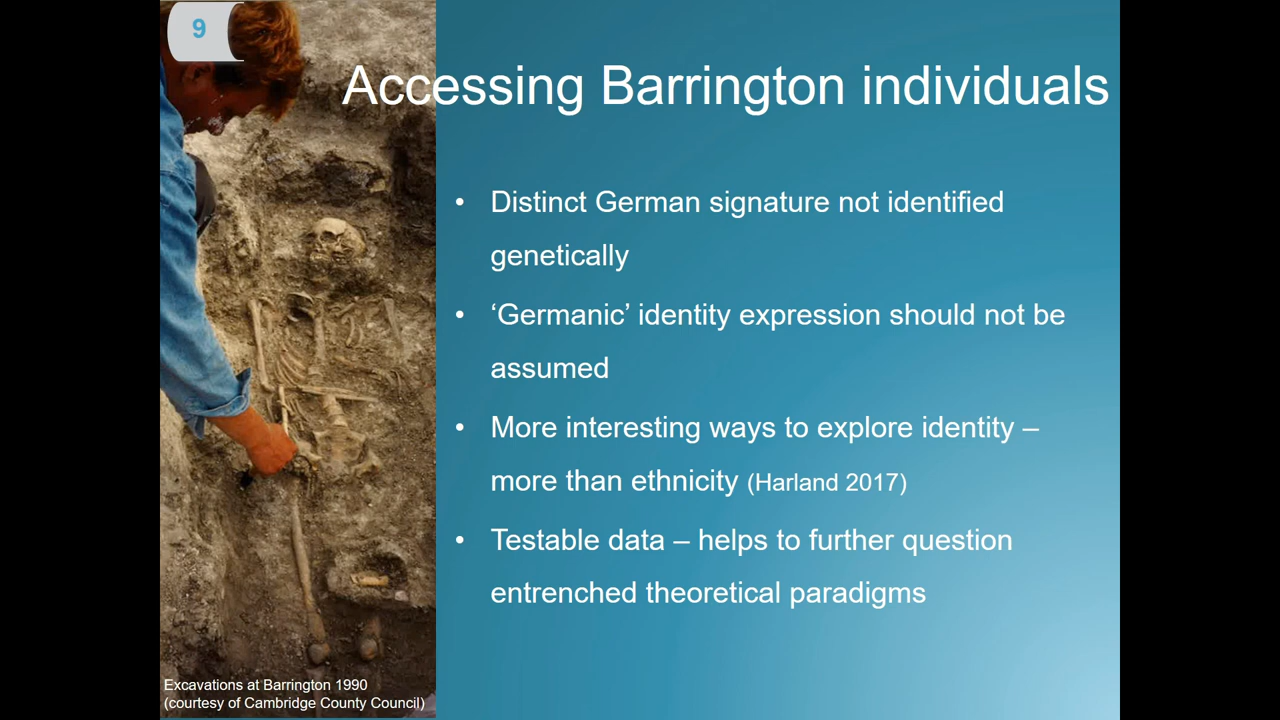 9
Accessing Barrington individuals
• Distinct German signature not identified
genetically
• ‘Germanic’ identity expression should not be
assumed
• More interesting ways to explore identity –
more than ethnicity (Harland 2017)
• Testable data – helps to further question
entrenched theoretical paradigms
Excavations at Barrington 1990
(courtesy of Cambridge County Council)